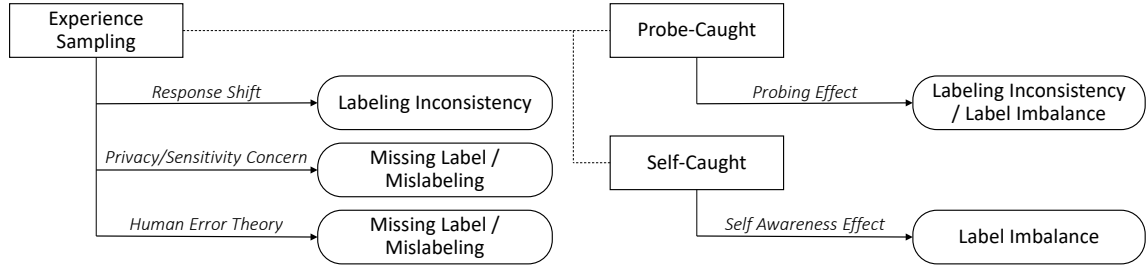 Experience
Sampling
Response Shift
Labeling Inconsistency
Privacy/Sensitivity Concern
Missing Label /
Mislabeling
Human Error Theory
Missing Label /
Mislabeling
Probe-Caught
Probing Effect
Labeling Inconsistency
/ Label Imbalance
Self-Caught
Self Awareness Effect
Label Imbalance